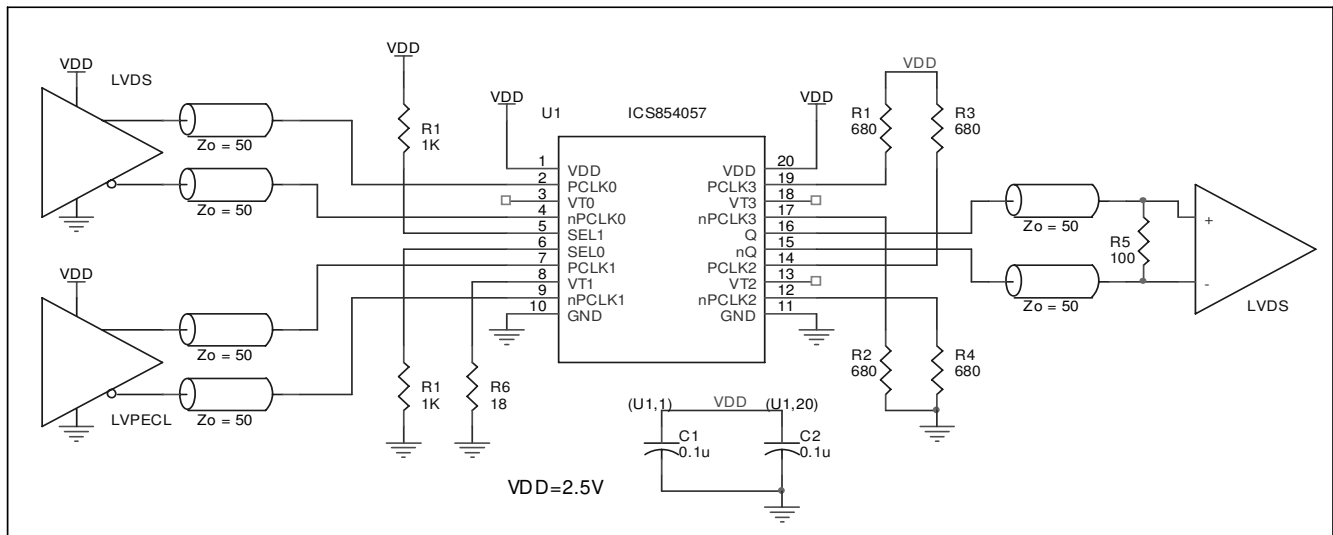 VDD
LVDS
Zo = 50
Zo = 50
VDD
LVPECL
Zo = 50
Zo = 50
VDD
R1
1K
R1
1K
R6
18
VDD
U1
ICS854057
1 VDD
2 PCLK0
3 VT0
4 nPCLK0
5 SEL1
6 SEL0
7 PCLK1
8 VT1
9 nPCLK1
10 GND
20 VDD
19 PCLK3
18 VT3
17 nPCLK3
16 Q
15 nQ
14 PCLK2
13 VT2
12 nPCLK2
11 GND
VDD
VDD
R1
680
R3
680
R2
680
R4
680
Zo = 50
Zo = 50
R5
100
+
-
LVDS
(U1,1) VDD (U1,20)
C1
0.1u
C2
0.1u
VDD=2.5V